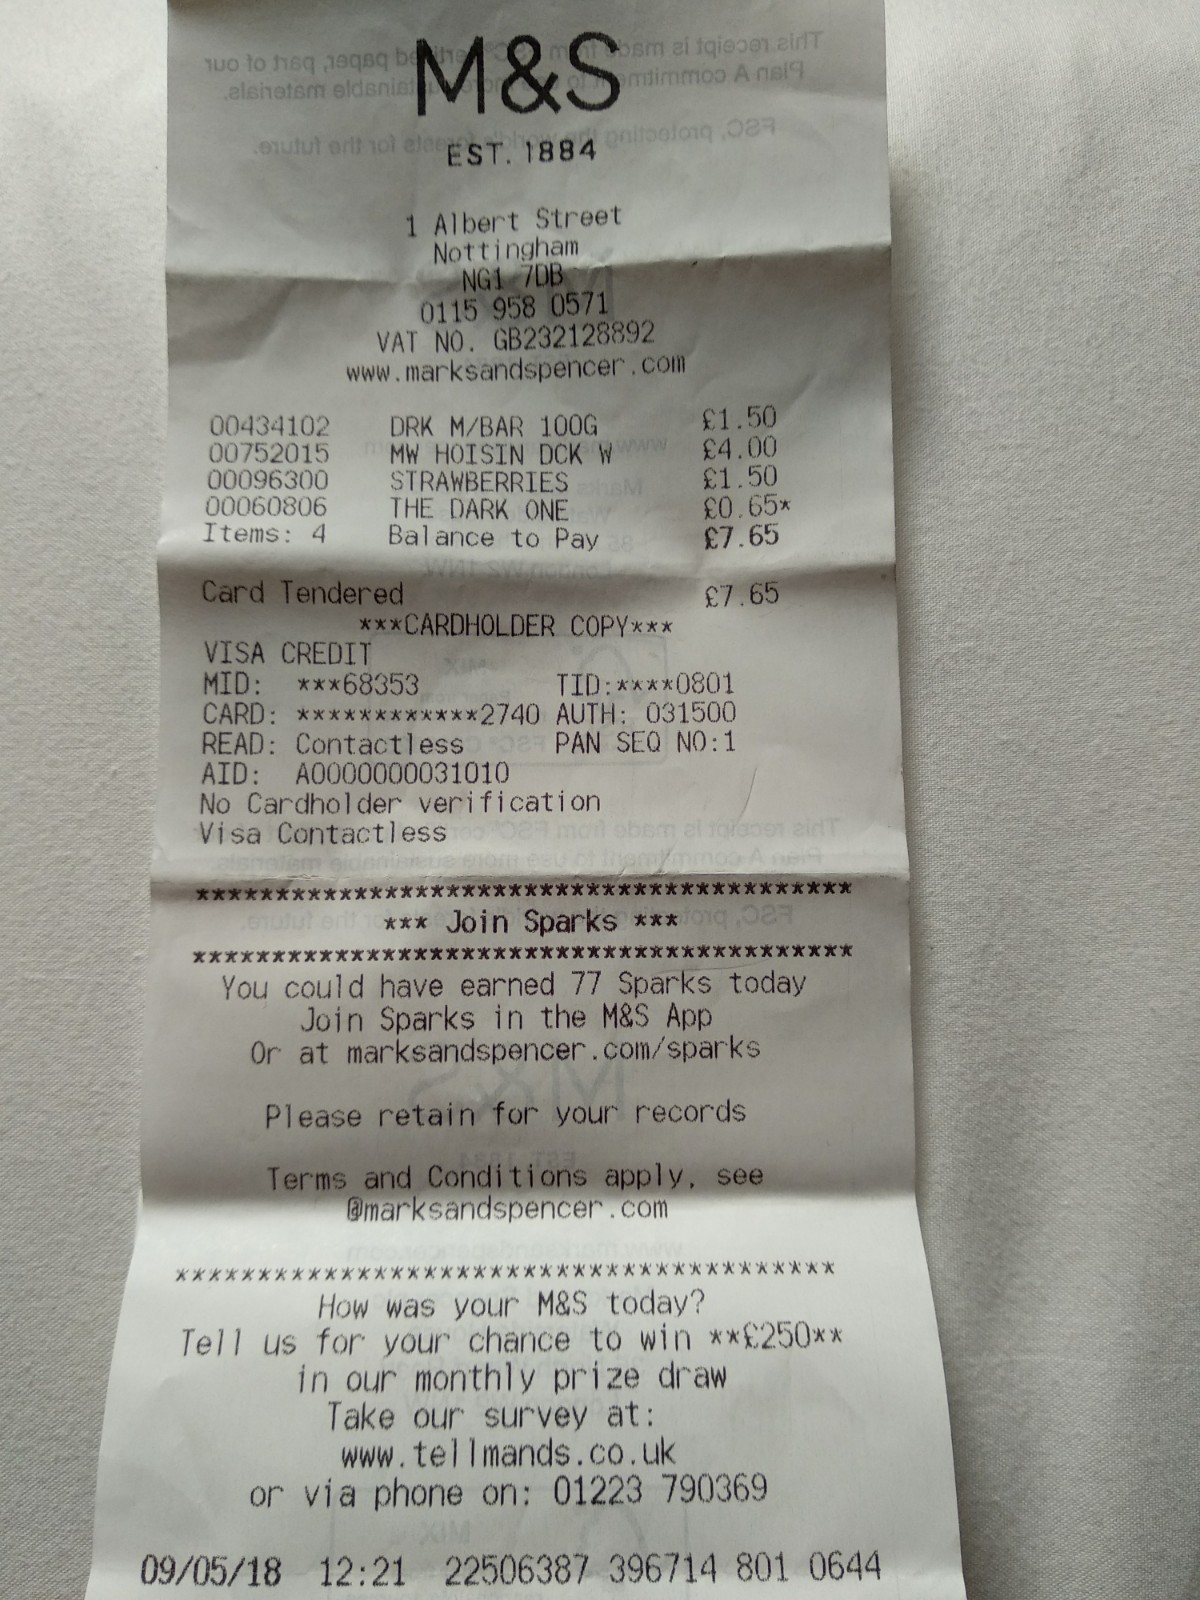 M&S
EST. 1884
1 Albert Street
Nottingham
NG1 7DB
0115 958 0571
VAT NO. GB232128892
www.marksandspencer.com
00434102 DRK M/BAR 100G £1.50
00752015 MW HOISIN DCK W £4.00
00096300 STRAWBERRIES £1.50
00060806 THE DARK ONE £0.65*
Items: 4 Balance to Pay £7.65
Card Tendered £7.65
***CARDHOLDER COPY***
VISA CREDIT
MID: ***68353 TID:****0801
CARD: ************2740 AUTH: 031500
READ: Contactless PAN SEQ NO:1
AID: A0000000031010
No Cardholder verification
Visa Contactless
******************************************
*** Join Sparks ***
******************************************
You could have earned 77 Sparks today
Join Sparks in the M&S App
Or at marksandspencer.com/sparks
Please retain for your records
Terms and Conditions apply, see
@marksandspencer.com
****************************************
How was your M&S today?
Tell us for your chance to win **£250**
in our monthly prize draw
Take our survey at:
www.tellmands.co.uk
or via phone on: 01223 790369
09/05/18 12:21 22506387 396714 801 0644